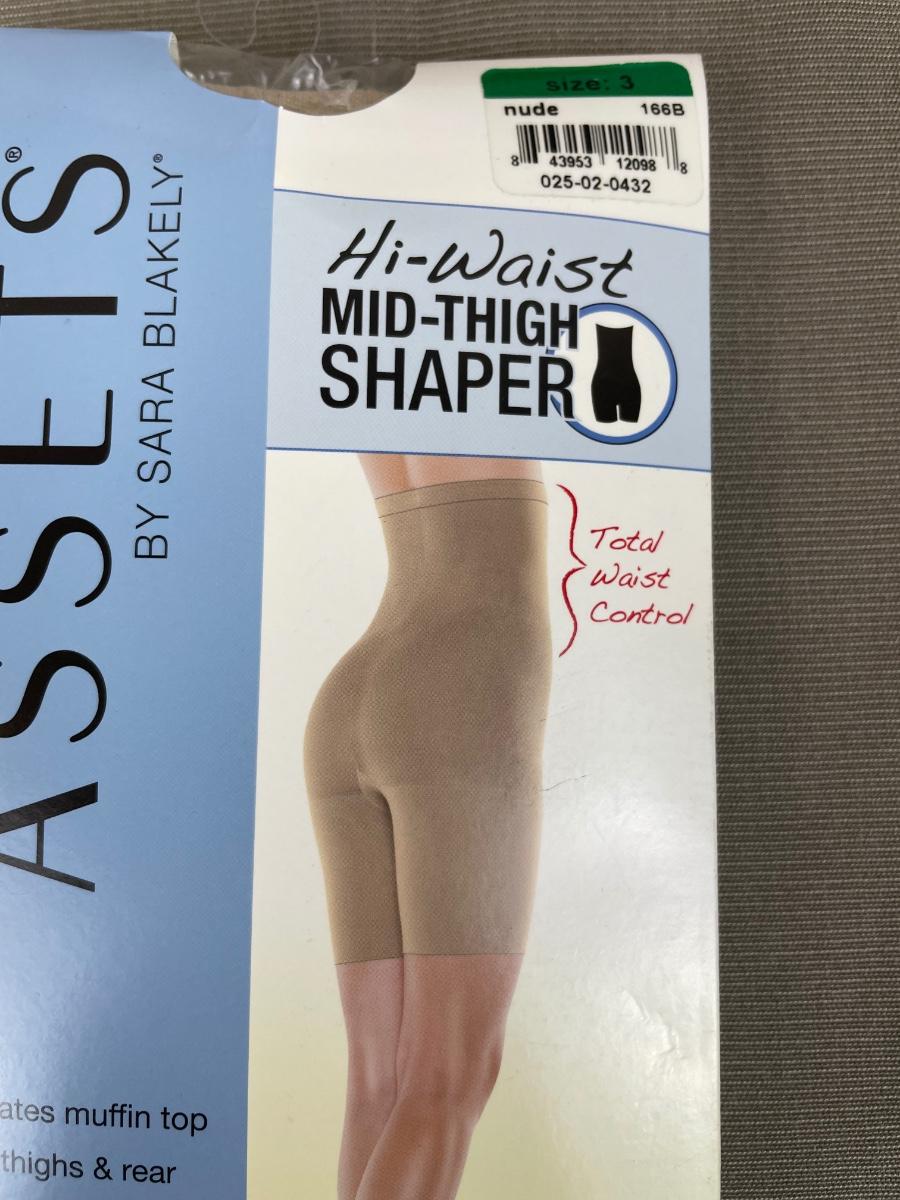 size: 3
nude 166B
8 43953 12098 8
025-02-0432
ASSETS®
BY SARA BLAKELY®
Hi-Waist
MID-THIGH
SHAPER
Total
Waist
Control
muffin top
thighs & rear